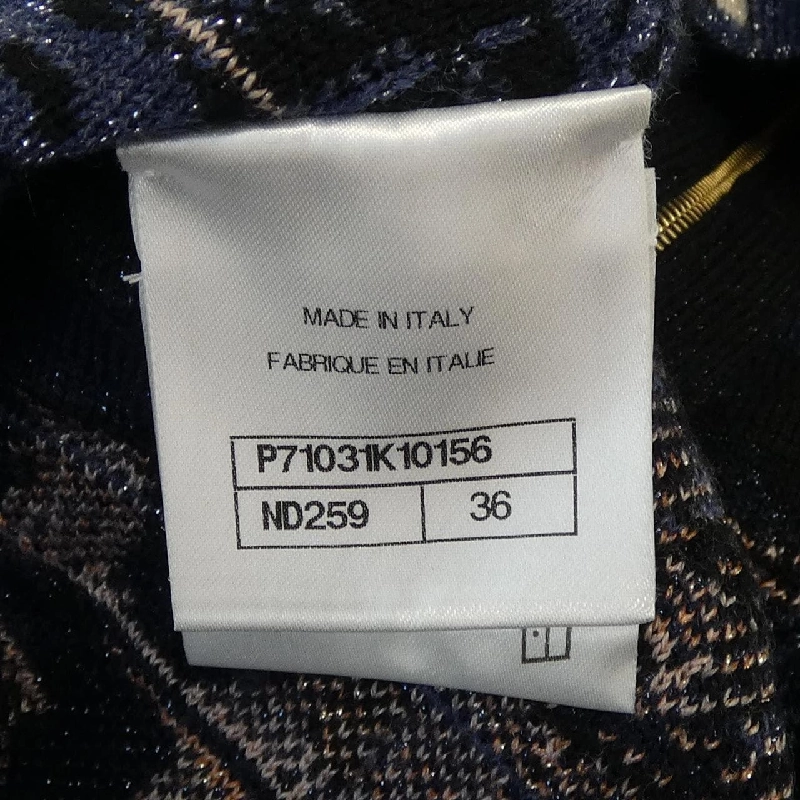 MADE IN ITALY
FABRIQUE EN ITALIE
P71031K10156
ND259 36